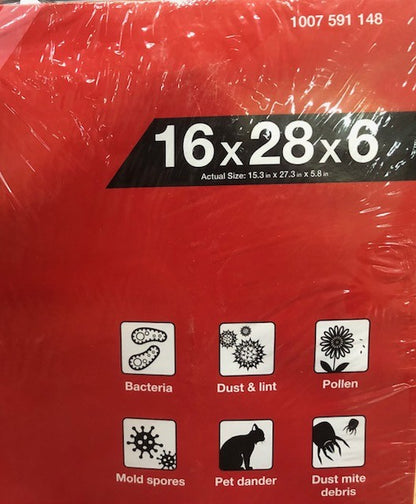 1007 591 148
16x28x6
Actual Size: 15.3 in x 27.3 in x 5.8 in
Bacteria Dust & lint Pollen
Mold spores Pet dander Dust mite
debris